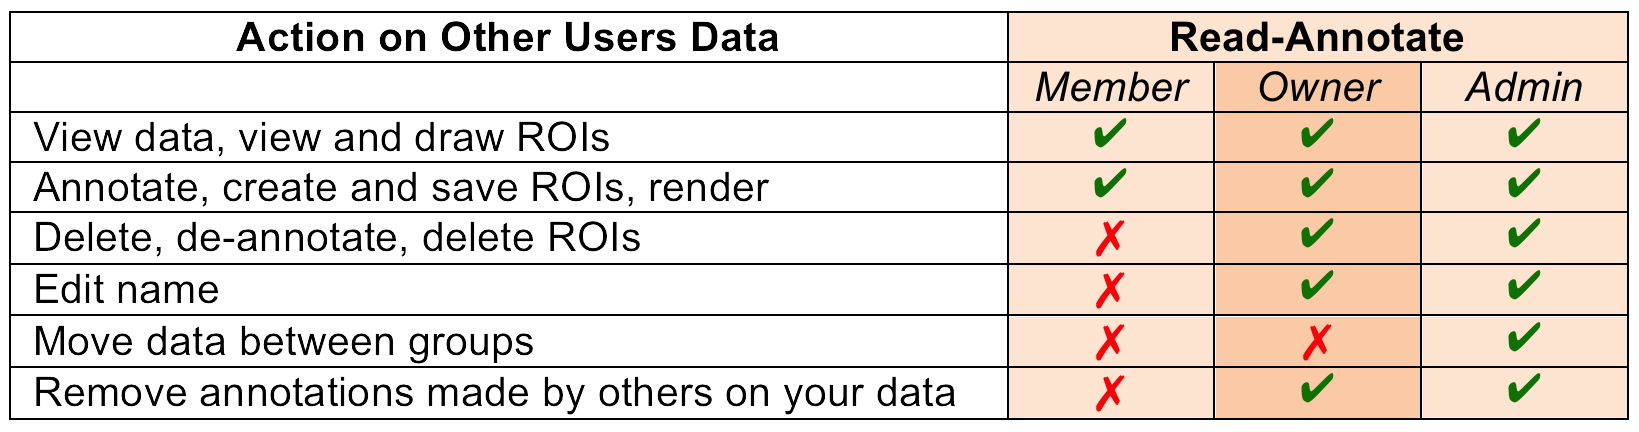 Action on Other Users Data Read-Annotate
Member Owner Admin
View data, view and draw ROIs ✔ ✔ ✔
Annotate, create and save ROIs, render ✔ ✔ ✔
Delete, de-annotate, delete ROIs ✗ ✔ ✔
Edit name ✗ ✔ ✔
Move data between groups ✗ ✗ ✔
Remove annotations made by others on your data ✗ ✔ ✔